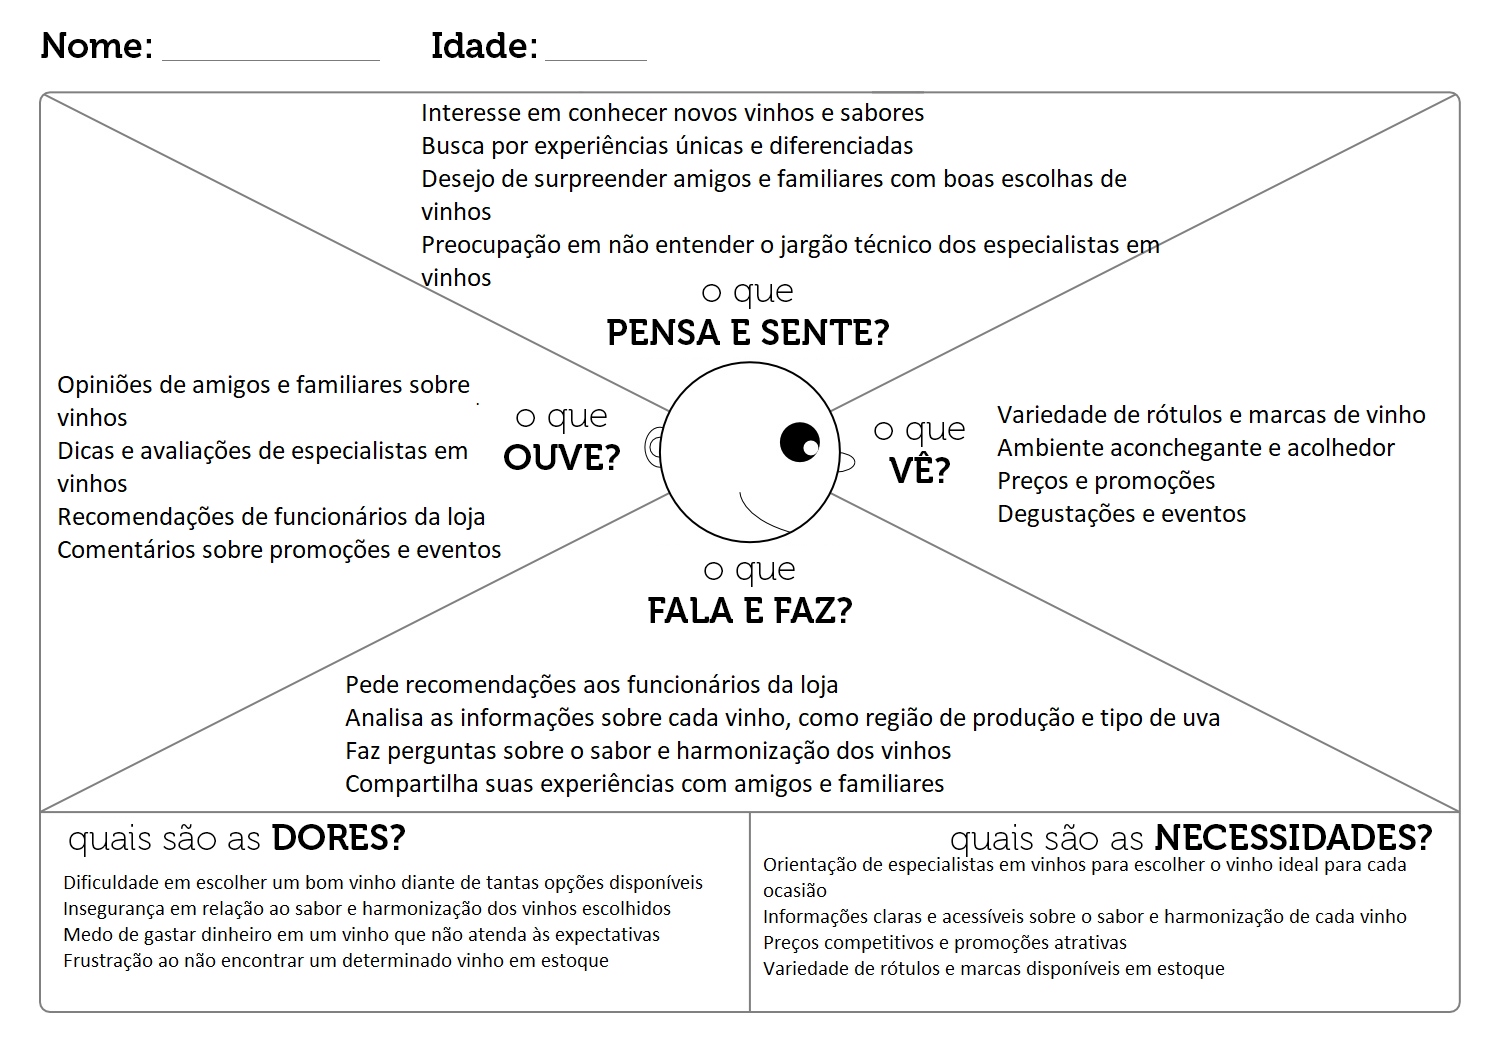 Nome: Idade:
Interesse em conhecer novos vinhos e sabores
Busca por experiências únicas e diferenciadas
Desejo de surpreender amigos e familiares com boas escolhas de
vinhos
Preocupação em não entender o jargão técnico dos especialistas em
vinhos
o que
PENSA E SENTE?
Opiniões de amigos e familiares sobre
vinhos
Dicas e avaliações de especialistas em
vinhos
Recomendações de funcionários da loja
Comentários sobre promoções e eventos
o que
OUVE?
o que
VÊ?
Variedade de rótulos e marcas de vinho
Ambiente aconchegante e acolhedor
Preços e promoções
Degustações e eventos
o que
FALA E FAZ?
Pede recomendações aos funcionários da loja
Analisa as informações sobre cada vinho, como região de produção e tipo de uva
Faz perguntas sobre o sabor e harmonização dos vinhos
Compartilha suas experiências com amigos e familiares
quais são as DORES?
Dificuldade em escolher um bom vinho diante de tantas opções disponíveis
Insegurança em relação ao sabor e harmonização dos vinhos escolhidos
Medo de gastar dinheiro em um vinho que não atenda às expectativas
Frustração ao não encontrar um determinado vinho em estoque
quais são as NECESSIDADES?
Orientação de especialistas em vinhos para escolher o vinho ideal para cada
ocasião
Informações claras e acessíveis sobre o sabor e harmonização de cada vinho
Preços competitivos e promoções atrativas
Variedade de rótulos e marcas disponíveis em estoque